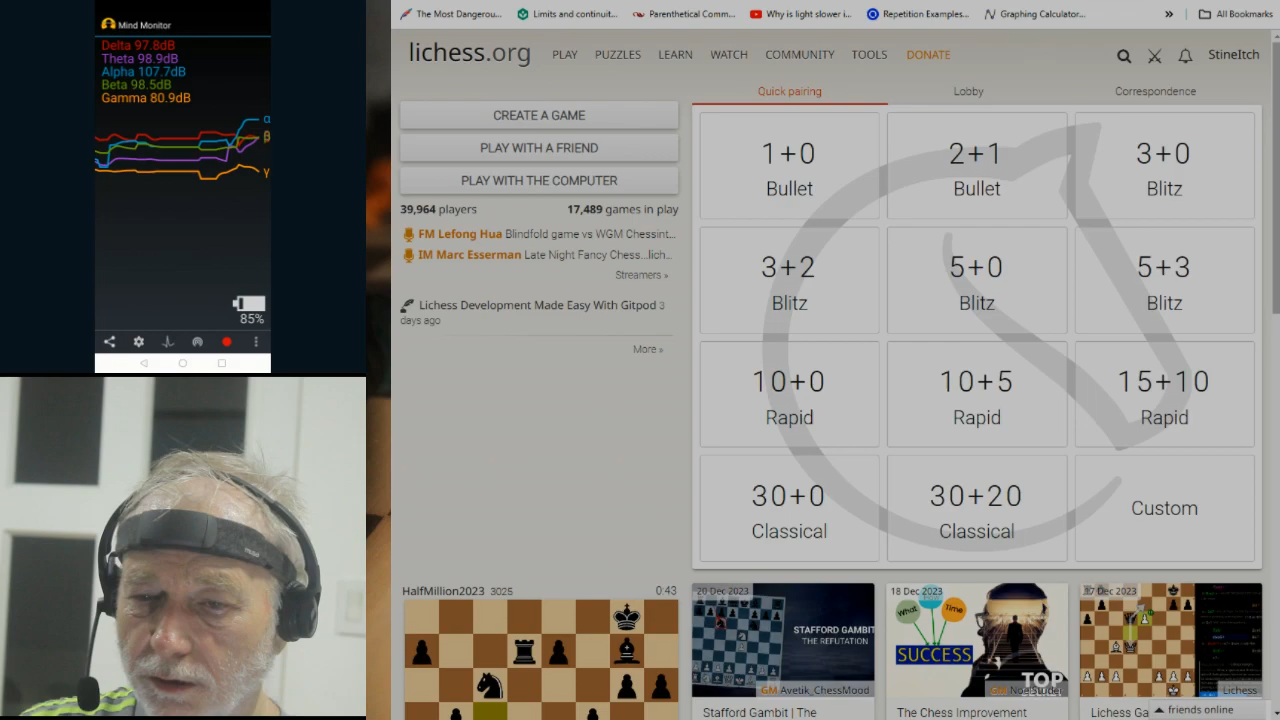 Mind Monitor
Delta 97.8dB
Theta 98.9dB
Alpha 107.7dB
Beta 98.5dB
Gamma 80.9dB
α
β
γ
85%
The Most Dangerou...
Limits and continuit...
Parenthetical Comm...
Why is light slower i...
Repetition Examples...
Graphing Calculator...
»
All Bookmarks
lichess.org
PLAY
PUZZLES
LEARN
WATCH
COMMUNITY
TOOLS
DONATE
StineItch
CREATE A GAME
PLAY WITH A FRIEND
PLAY WITH THE COMPUTER
39,964 players
17,489 games in play
FM Lefong Hua Blindfold game vs WGM Chessint...
IM Marc Esserman Late Night Fancy Chess...lich...
Streamers »
Lichess Development Made Easy With Gitpod 3
days ago
More »
Quick pairing
Lobby
Correspondence
1+0
Bullet
2+1
Bullet
3+0
Blitz
3+2
Blitz
5+0
Blitz
5+3
Blitz
10+0
Rapid
10+5
Rapid
15+10
Rapid
30+0
Classical
30+20
Classical
Custom
HalfMillion2023 3025
0:43
20 Dec 2023
STAFFORD GAMBIT
THE REFUTATION
GM Avetik_ChessMood
Stafford Gambit | The
18 Dec 2023
What
Time
SUCCESS
TOP
GM NoelStuder
The Chess Improvement
17 Dec 2023
Lichess
Lichess Ga
friends online